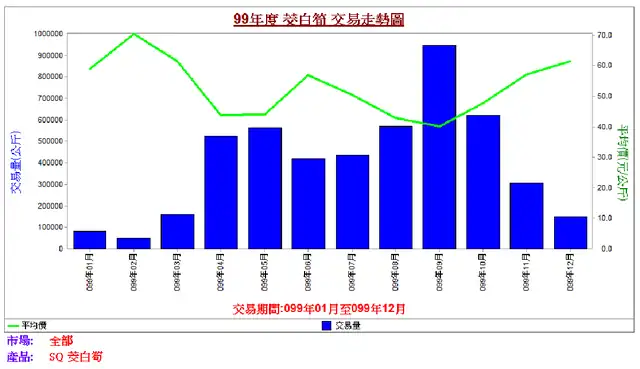 99年度 茭白筍 交易走勢圖
1000000
900000
800000
700000
600000
500000
400000
300000
200000
100000
0
交易量(公斤)
70.0
60.0
50.0
40.0
30.0
20.0
10.0
0.0
平均價(元/公斤)
099年01月
099年02月
099年03月
099年04月
099年05月
099年06月
099年07月
099年08月
099年09月
099年10月
099年11月
099年12月
交易期間:099年01月至099年12月
平均價 交易量
市場: 全部
產品: SQ 茭白筍